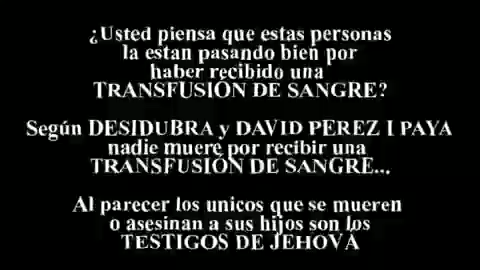 ¿Usted piensa que estas personas
la estan pasando bien por
haber recibido una
TRANSFUSIÓN DE SANGRE?
Según DESIDUBRA y DAVID PEREZ I PAYA
nadie muere por recibir una
TRANSFUSIÓN DE SANGRE...
Al parecer los unicos que se mueren
o asesinan a sus hijos son los
TESTIGOS DE JEHOVÁ